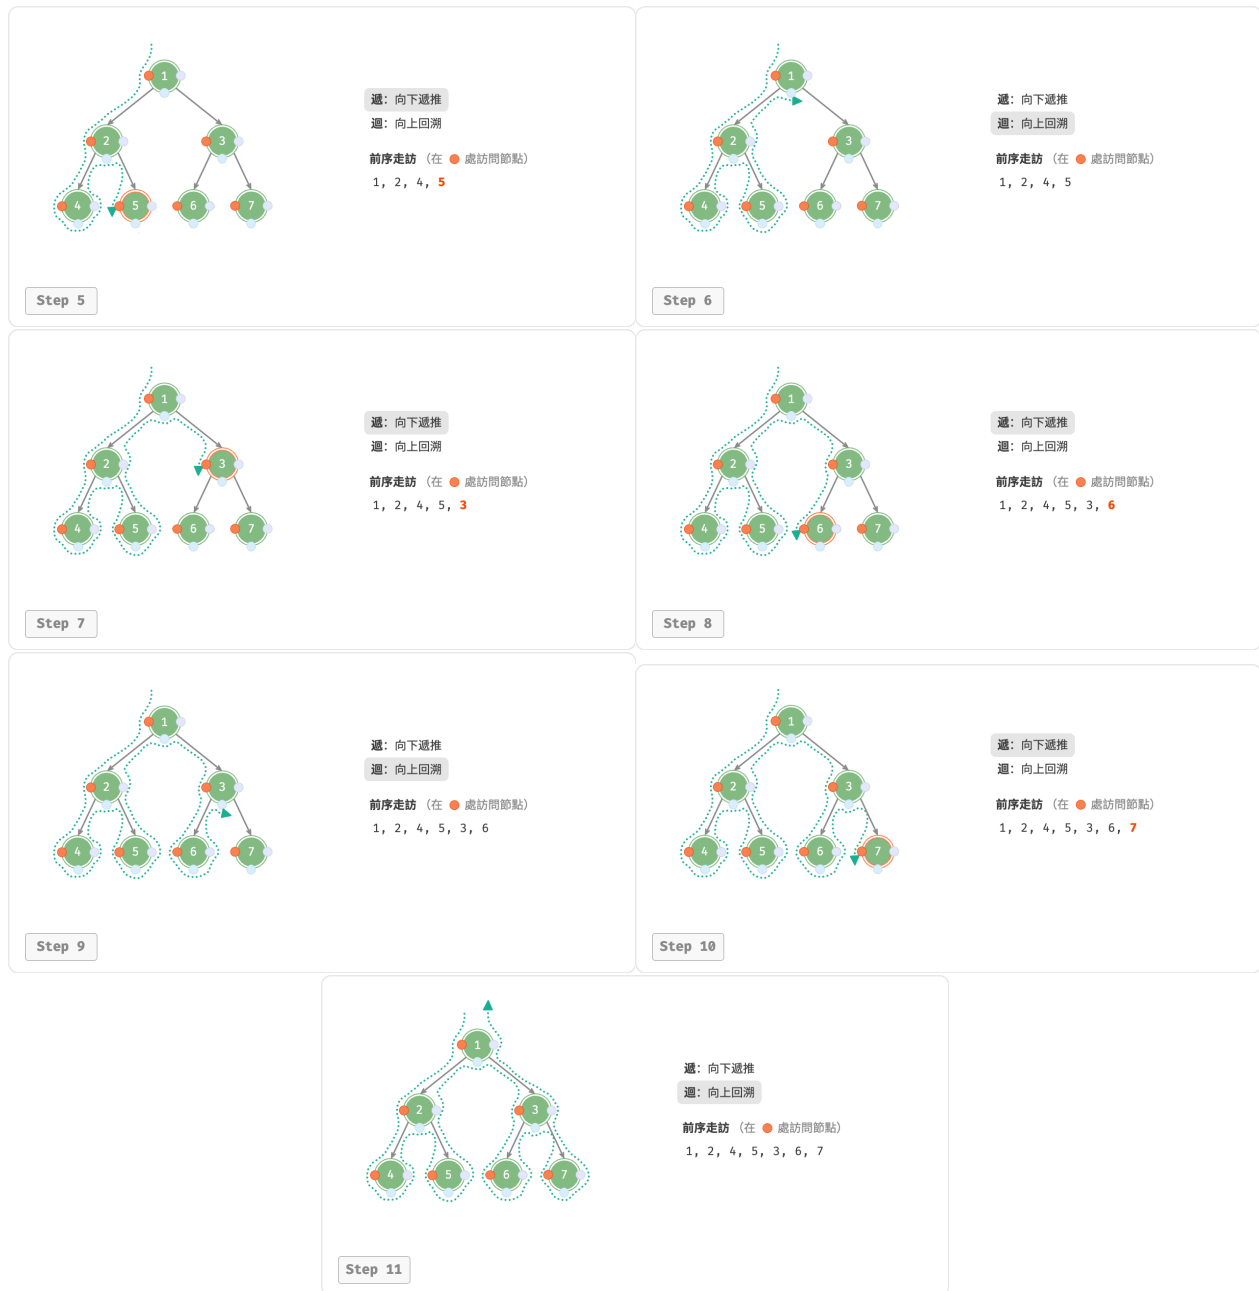 1
2
3
4
5
6
7
遞：向下遞推
迴：向上回溯
前序走訪（在 處訪問節點）
1, 2, 4, 5
Step 5
1
2
3
4
5
6
7
遞：向下遞推
迴：向上回溯
前序走訪（在 處訪問節點）
1, 2, 4, 5
Step 6
1
2
3
4
5
6
7
遞：向下遞推
迴：向上回溯
前序走訪（在 處訪問節點）
1, 2, 4, 5, 3
Step 7
1
2
3
4
5
6
7
遞：向下遞推
迴：向上回溯
前序走訪（在 處訪問節點）
1, 2, 4, 5, 3, 6
Step 8
1
2
3
4
5
6
7
遞：向下遞推
迴：向上回溯
前序走訪（在 處訪問節點）
1, 2, 4, 5, 3, 6
Step 9
1
2
3
4
5
6
7
遞：向下遞推
迴：向上回溯
前序走訪（在 處訪問節點）
1, 2, 4, 5, 3, 6, 7
Step 10
1
2
3
4
5
6
7
遞：向下遞推
迴：向上回溯
前序走訪（在 處訪問節點）
1, 2, 4, 5, 3, 6, 7
Step 11